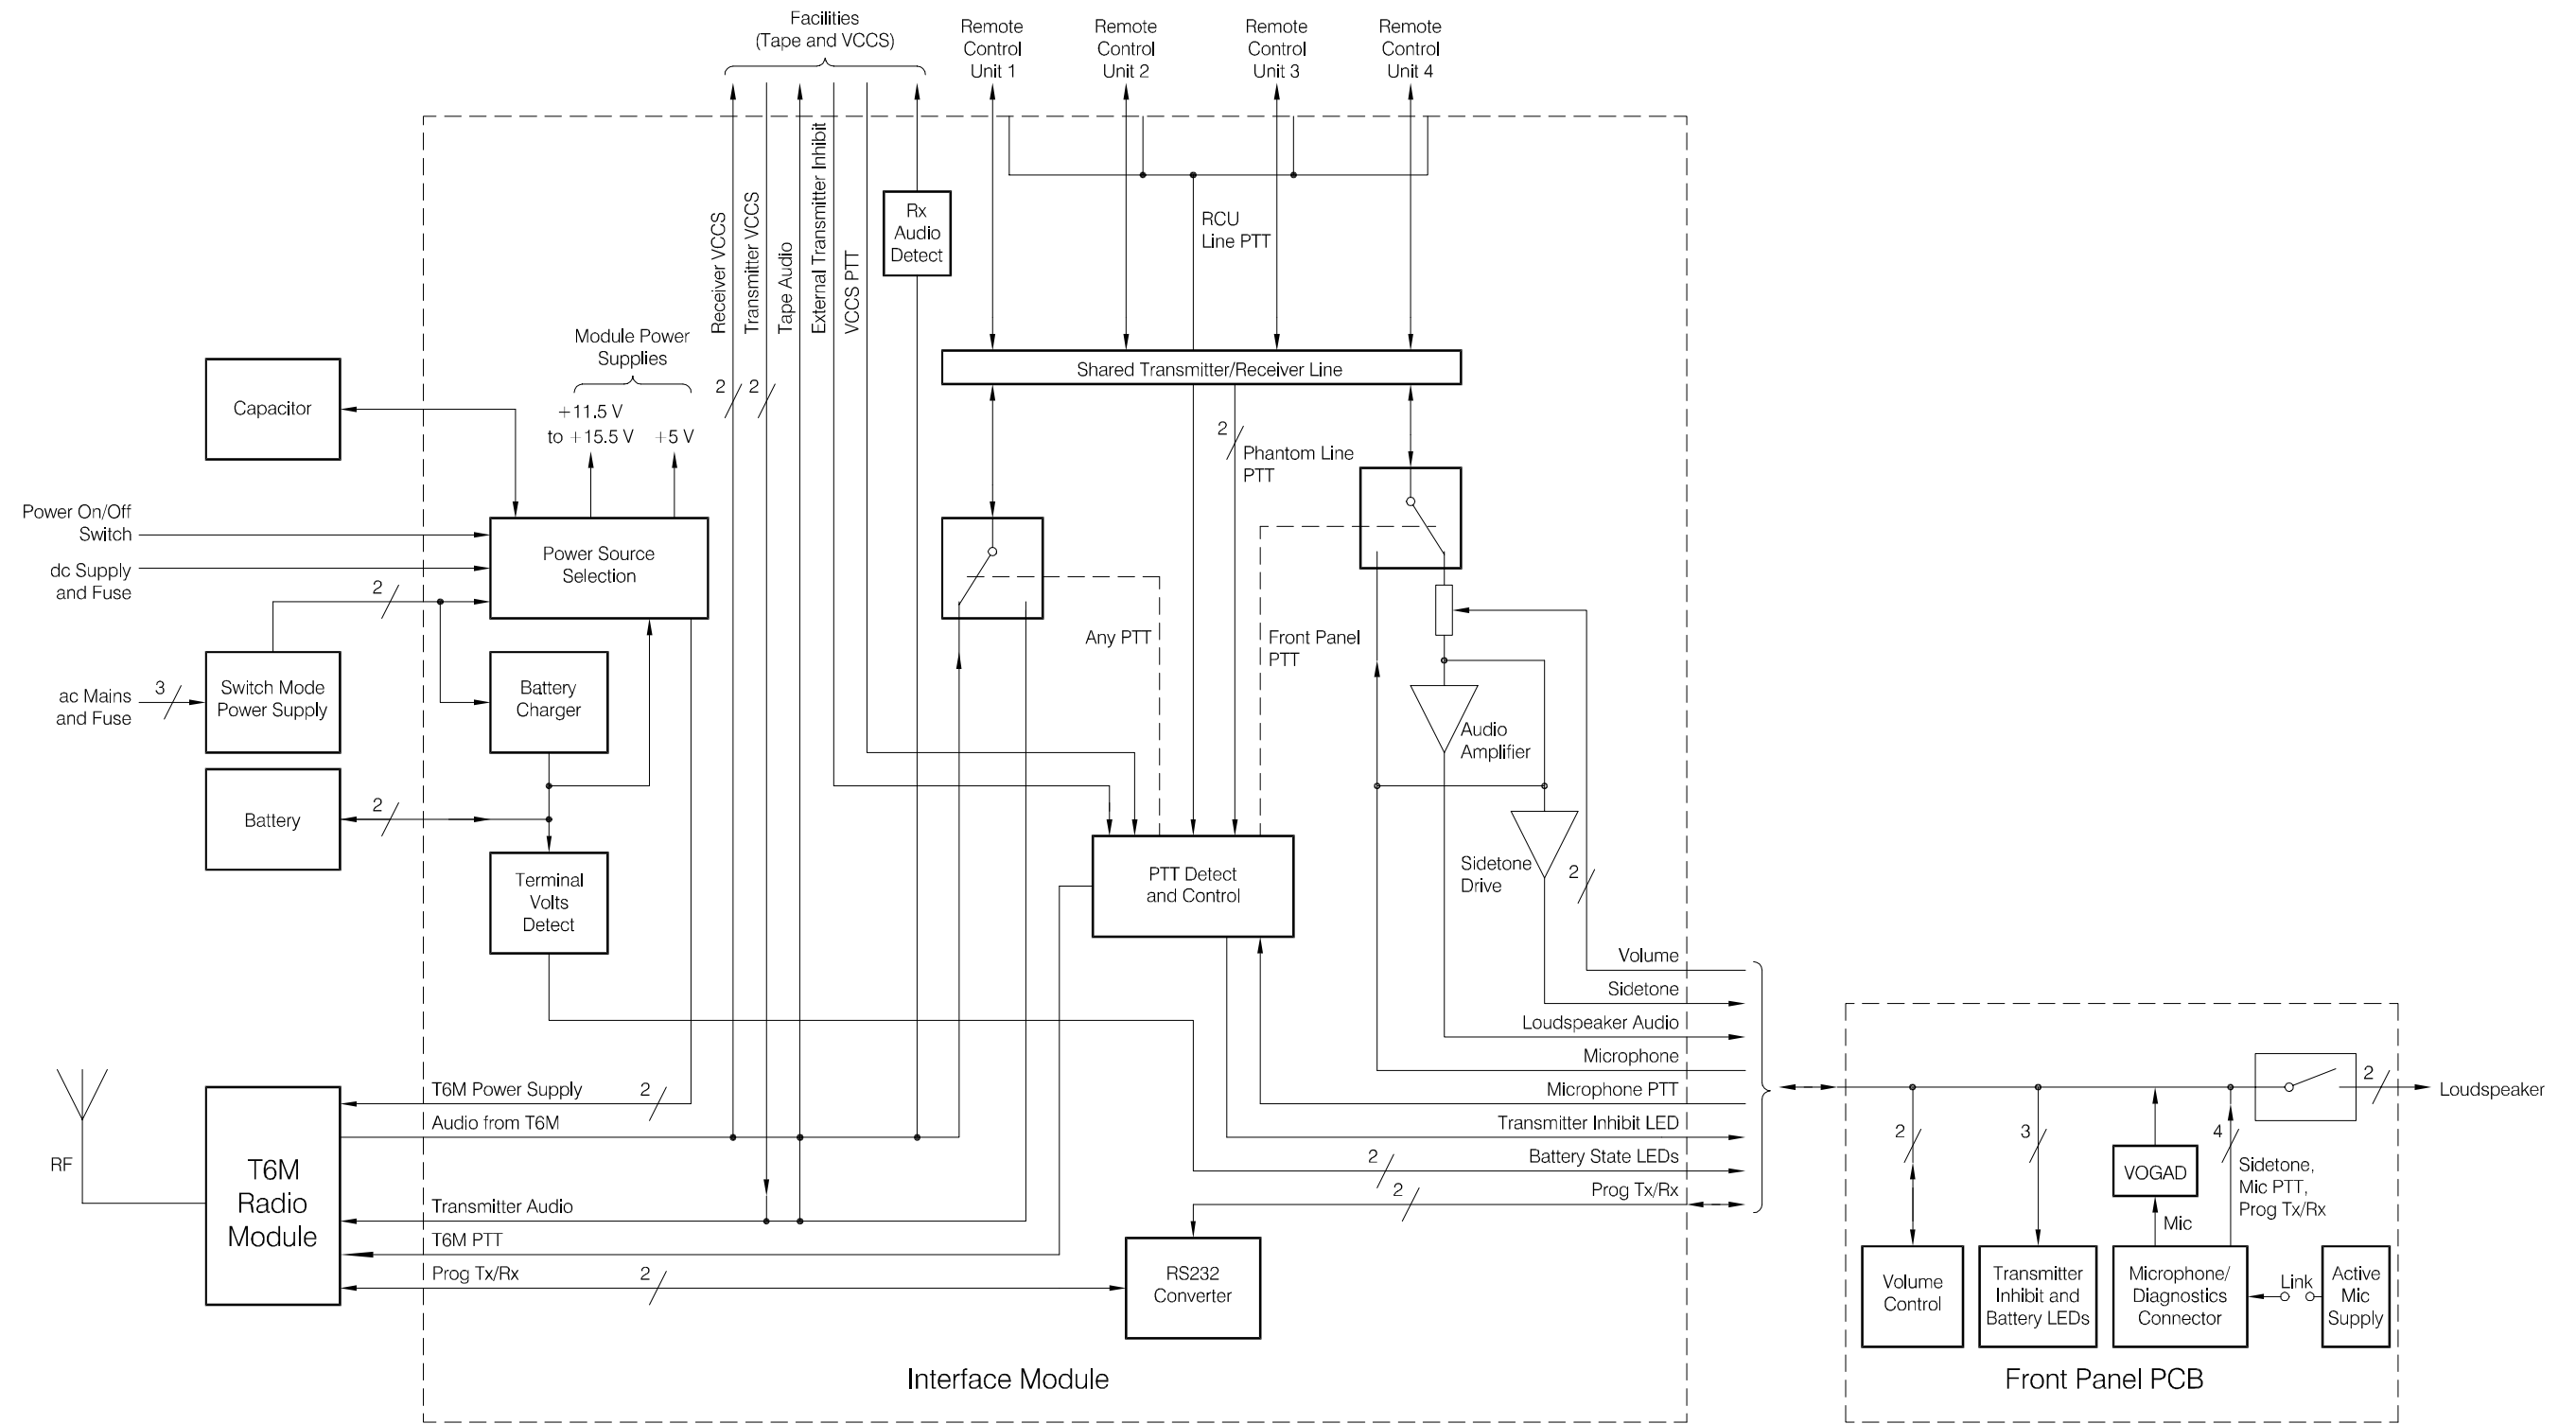 Facilities
(Tape and VCCS)
Remote
Control
Unit 1
Remote
Control
Unit 2
Remote
Control
Unit 3
Remote
Control
Unit 4
Receiver VCCS
Transmitter VCCS
Tape Audio
External Transmitter Inhibit
VCCS PTT
Rx
Audio
Detect
RCU
Line PTT
Module Power
Supplies
+11.5 V
to +15.5 V
+5 V
2
2
Shared Transmitter/Receiver Line
Capacitor
2
Phantom Line
PTT
Power On/Off
Switch
dc Supply
and Fuse
2
Power Source
Selection
Any PTT
Front Panel
PTT
ac Mains
and Fuse
3
Switch Mode
Power Supply
Battery
Charger
Audio
Amplifier
Battery
2
Terminal
Volts
Detect
PTT Detect
and Control
Sidetone
Drive
2
Volume
Sidetone
Loudspeaker Audio
Microphone
Microphone PTT
Transmitter Inhibit LED
2
Battery State LEDs
2
Prog Tx/Rx
RF
T6M
Radio
Module
T6M Power Supply
2
Audio from T6M
Transmitter Audio
T6M PTT
Prog Tx/Rx
2
RS232
Converter
Interface Module
2
Loudspeaker
2
3
4
VOGAD
Mic
Sidetone,
Mic PTT,
Prog Tx/Rx
Volume
Control
Transmitter
Inhibit and
Battery LEDs
Microphone/
Diagnostics
Connector
Link
Active
Mic
Supply
Front Panel PCB